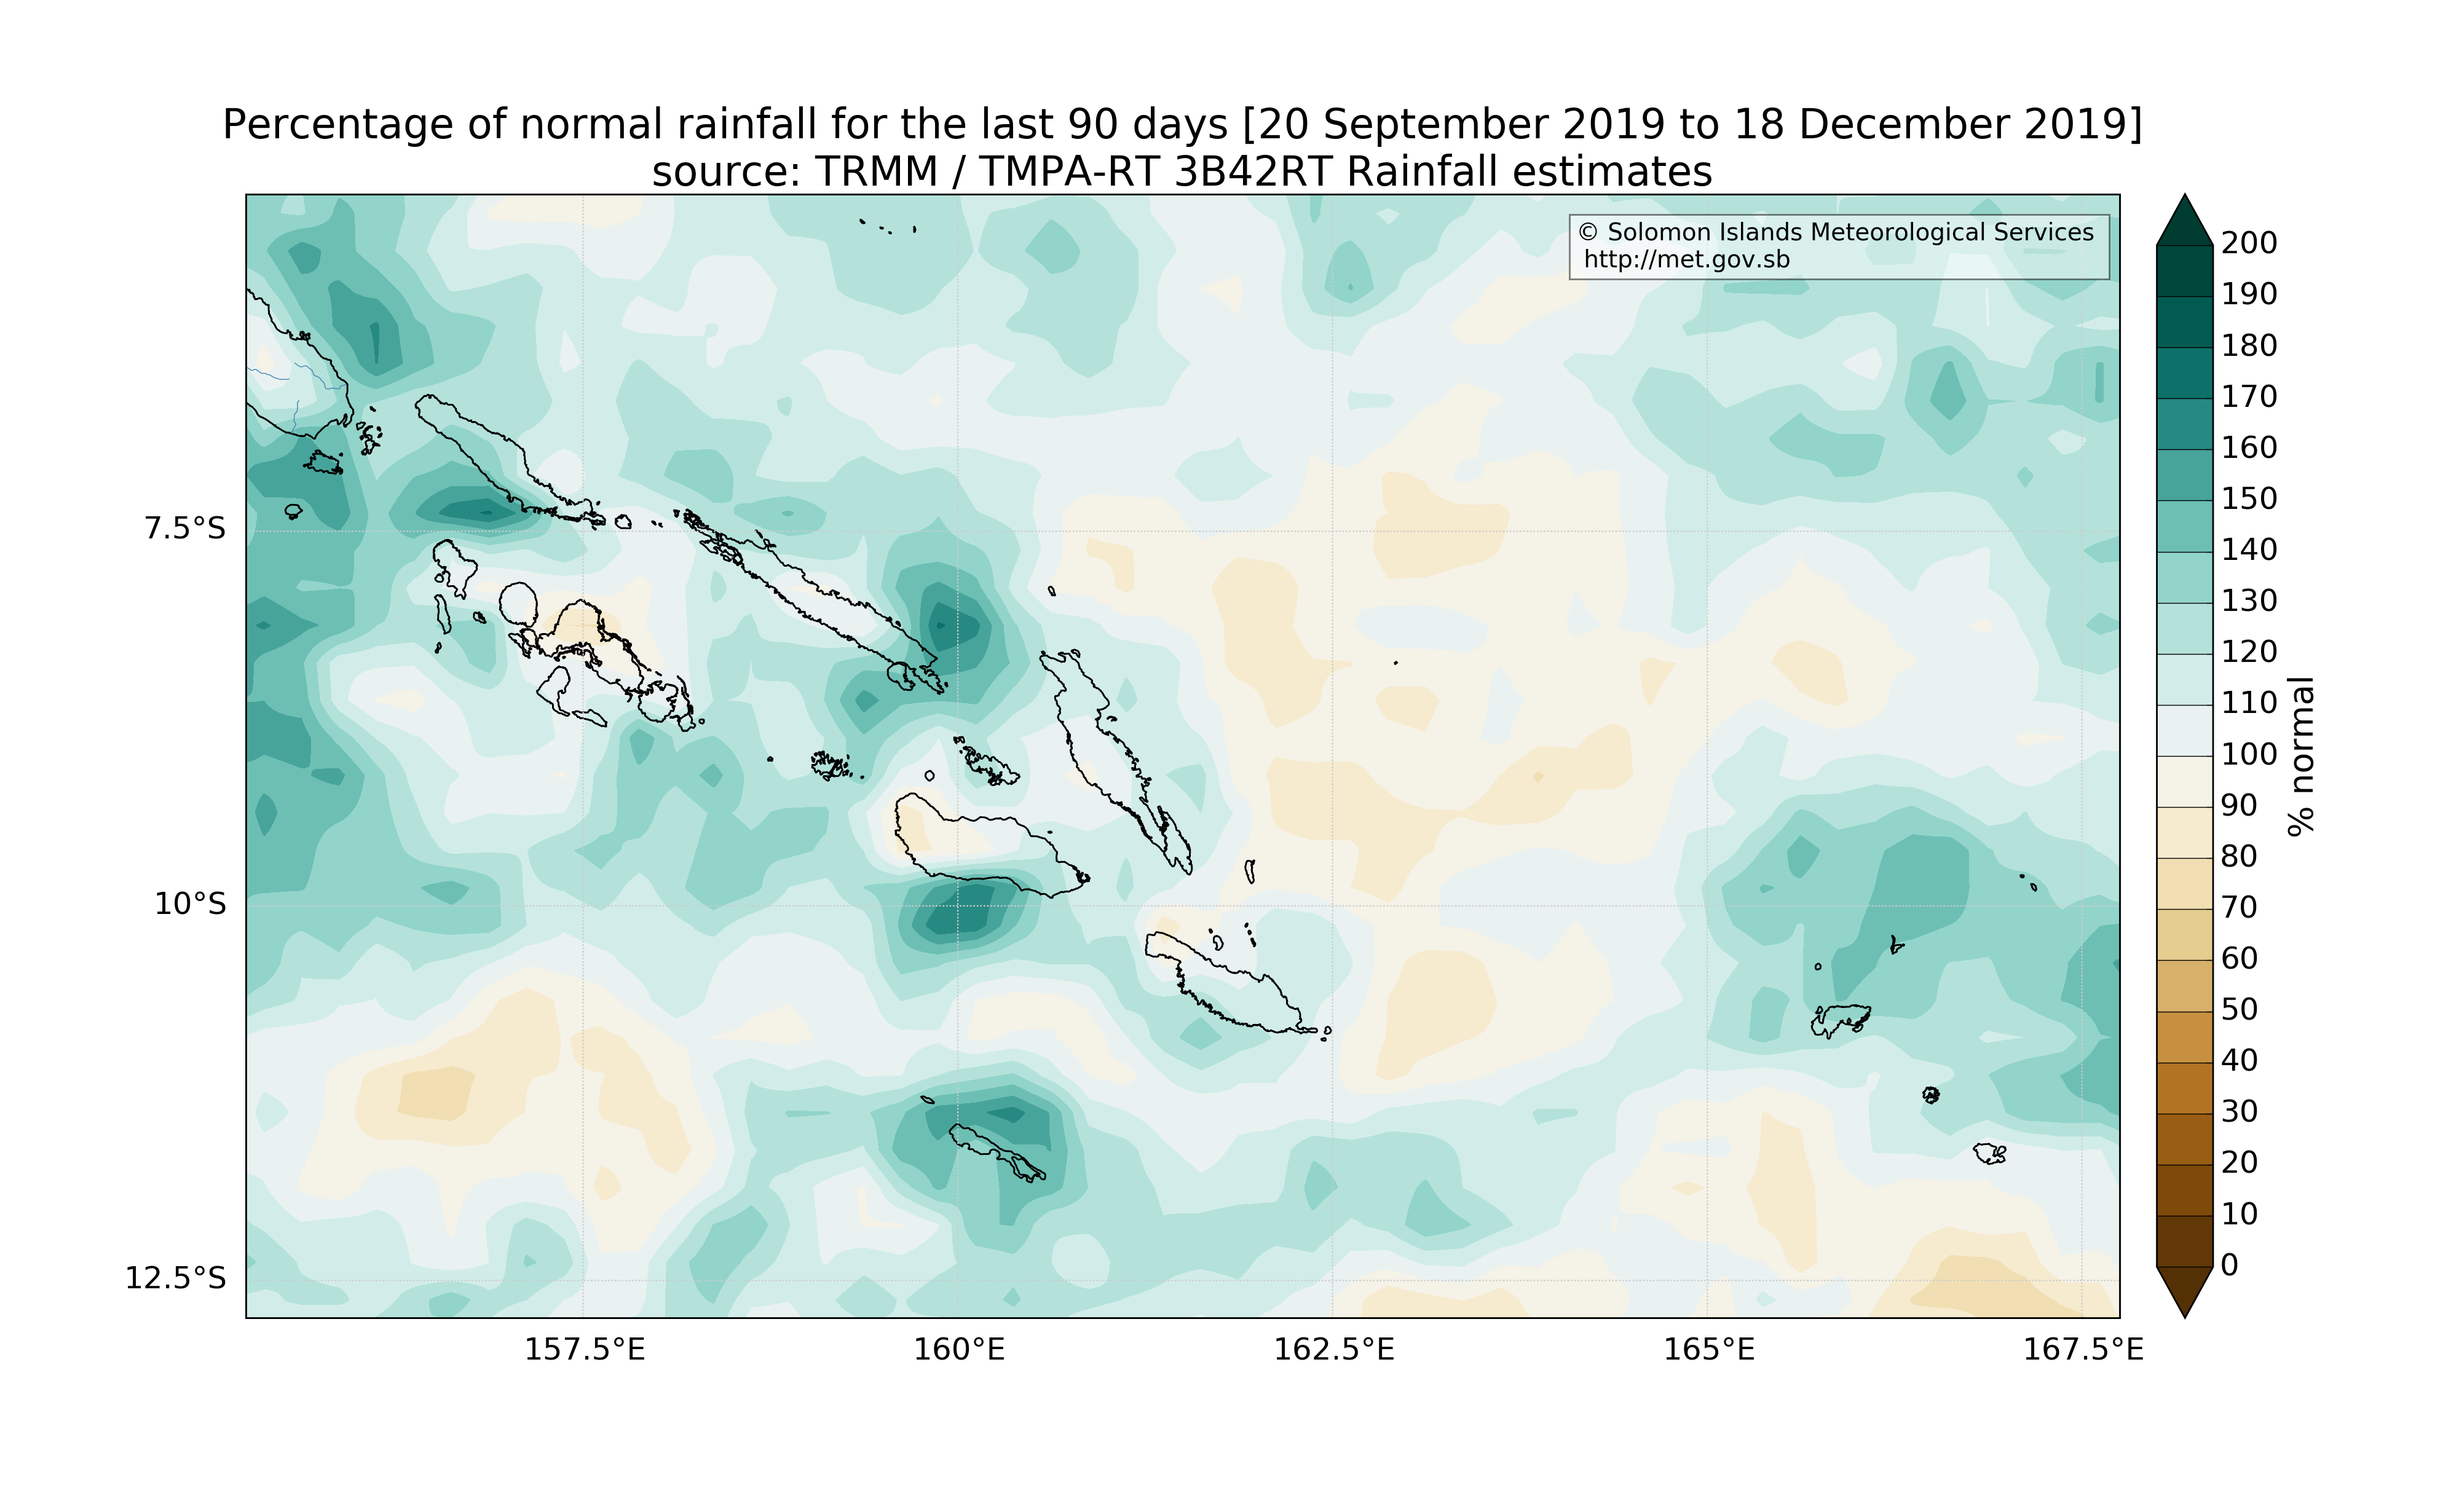 Percentage of normal rainfall for the last 90 days [20 September 2019 to 18 December 2019]
source: TRMM / TMPA-RT 3B42RT Rainfall estimates
© Solomon Islands Meteorological Services
http://met.gov.sb
200
190
180
170
160
150
140
130
120
110
100
90
80
70
60
50
40
30
20
10
0
% normal
7.5°S
10°S
12.5°S
157.5°E
160°E
162.5°E
165°E
167.5°E